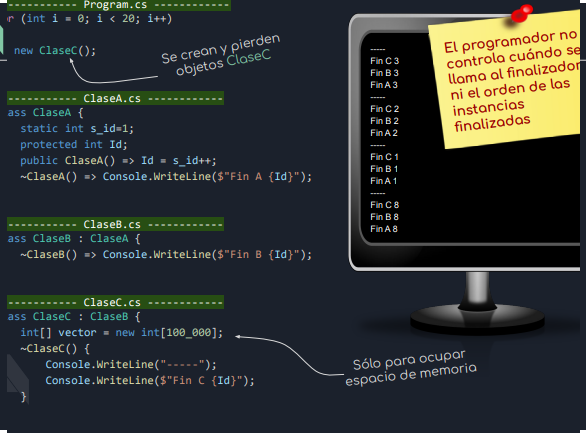 ----------- Program.cs ------------
r (int i = 0; i < 20; i++)
new ClaseC();
Se crean y pierden
objetos ClaseC
----------- ClaseA.cs ------------
ass ClaseA {
static int s_id=1;
protected int Id;
public ClaseA() => Id = s_id++;
~ClaseA() => Console.WriteLine($"Fin A {Id}");
----------- ClaseB.cs ------------
ass ClaseB : ClaseA {
~ClaseB() => Console.WriteLine($"Fin B {Id}");
----------- ClaseC.cs ------------
ass ClaseC : ClaseB {
int[] vector = new int[100_000];
~ClaseC() {
Console.WriteLine("-----");
Console.WriteLine($"Fin C {Id}");
}
Sólo para ocupar
espacio de memoria
-----
Fin C 3
Fin B 3
Fin A 3
-----
Fin C 2
Fin B 2
Fin A 2
-----
Fin C 1
Fin B 1
Fin A 1
-----
Fin C 8
Fin B 8
Fin A 8
El programador no
controla cuándo se
llama al finalizador
ni el orden de las
instancias
finalizadas